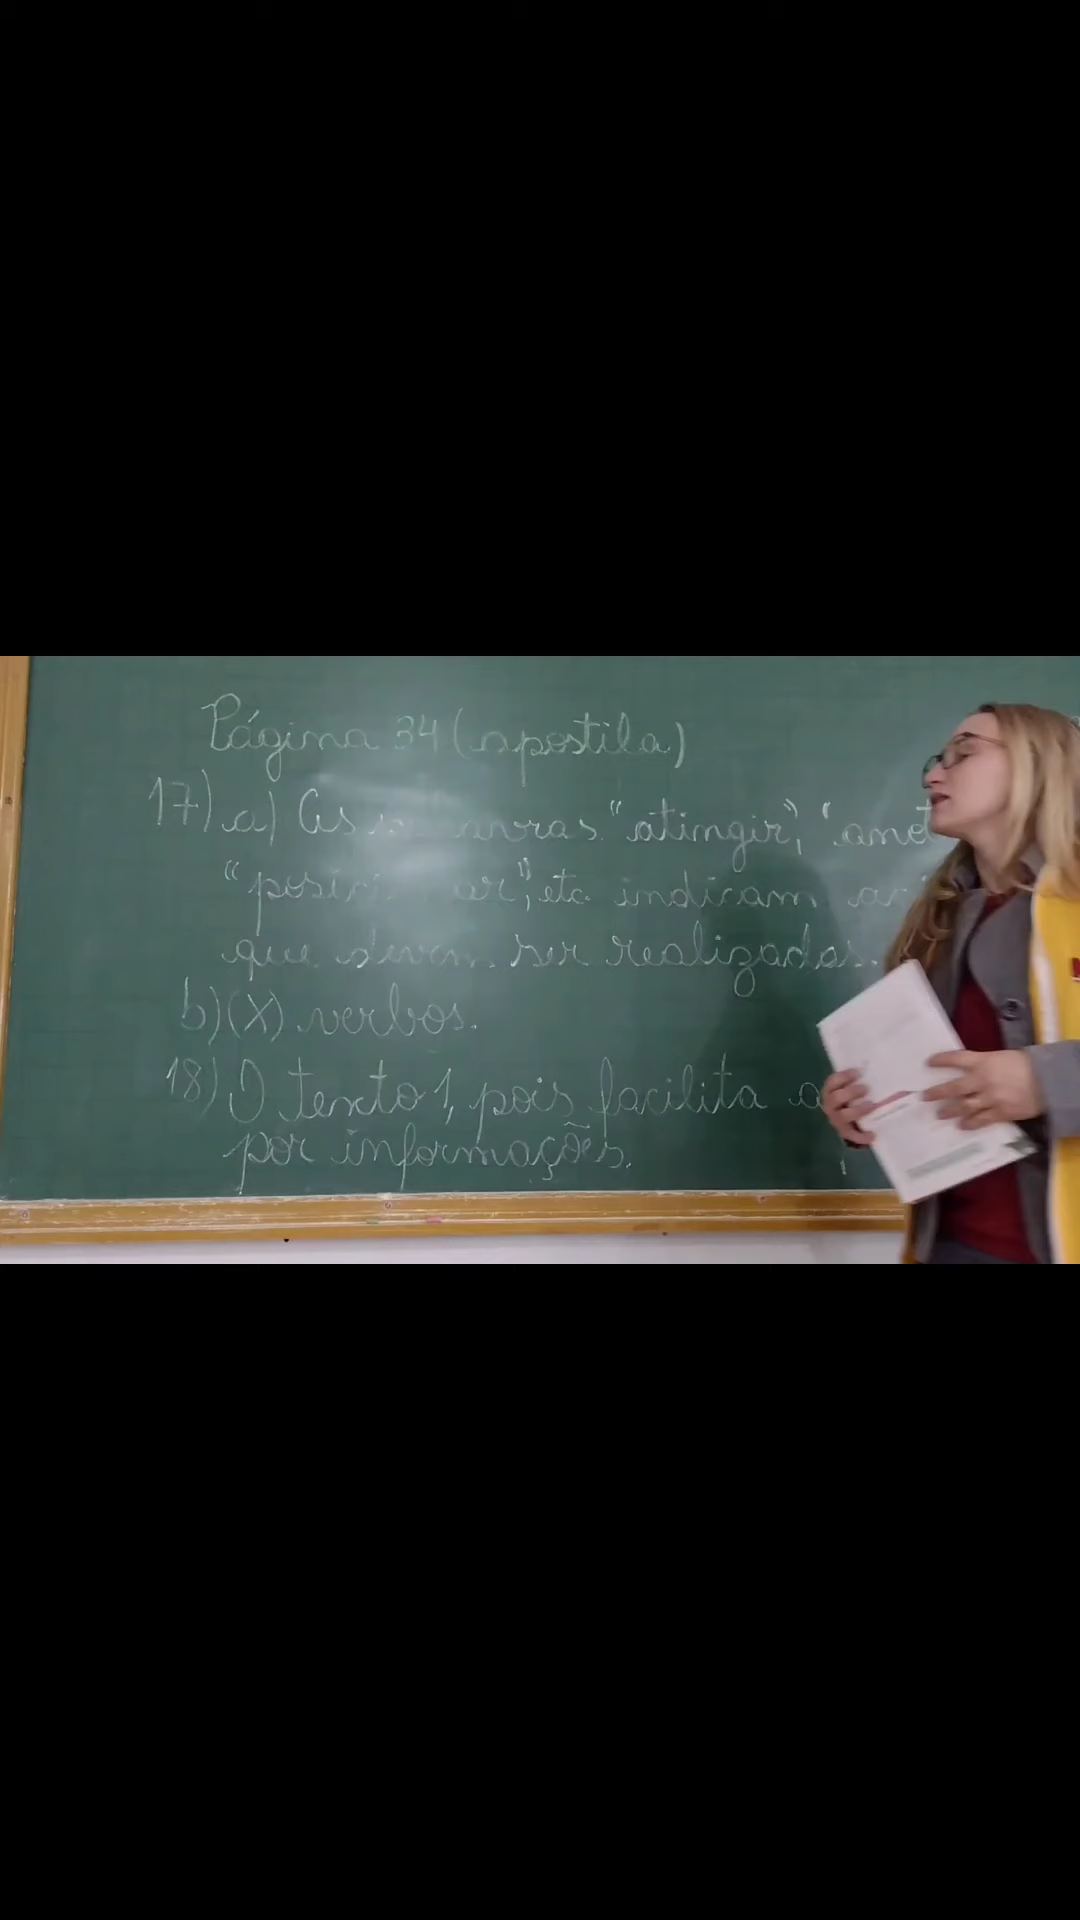 Página 34 (apostila)
17) a) As "atingir",
etc. indicam
que devem ser realizadas.
b) (X) verbos.
18) O texto 1, pois facilita a
por informações.